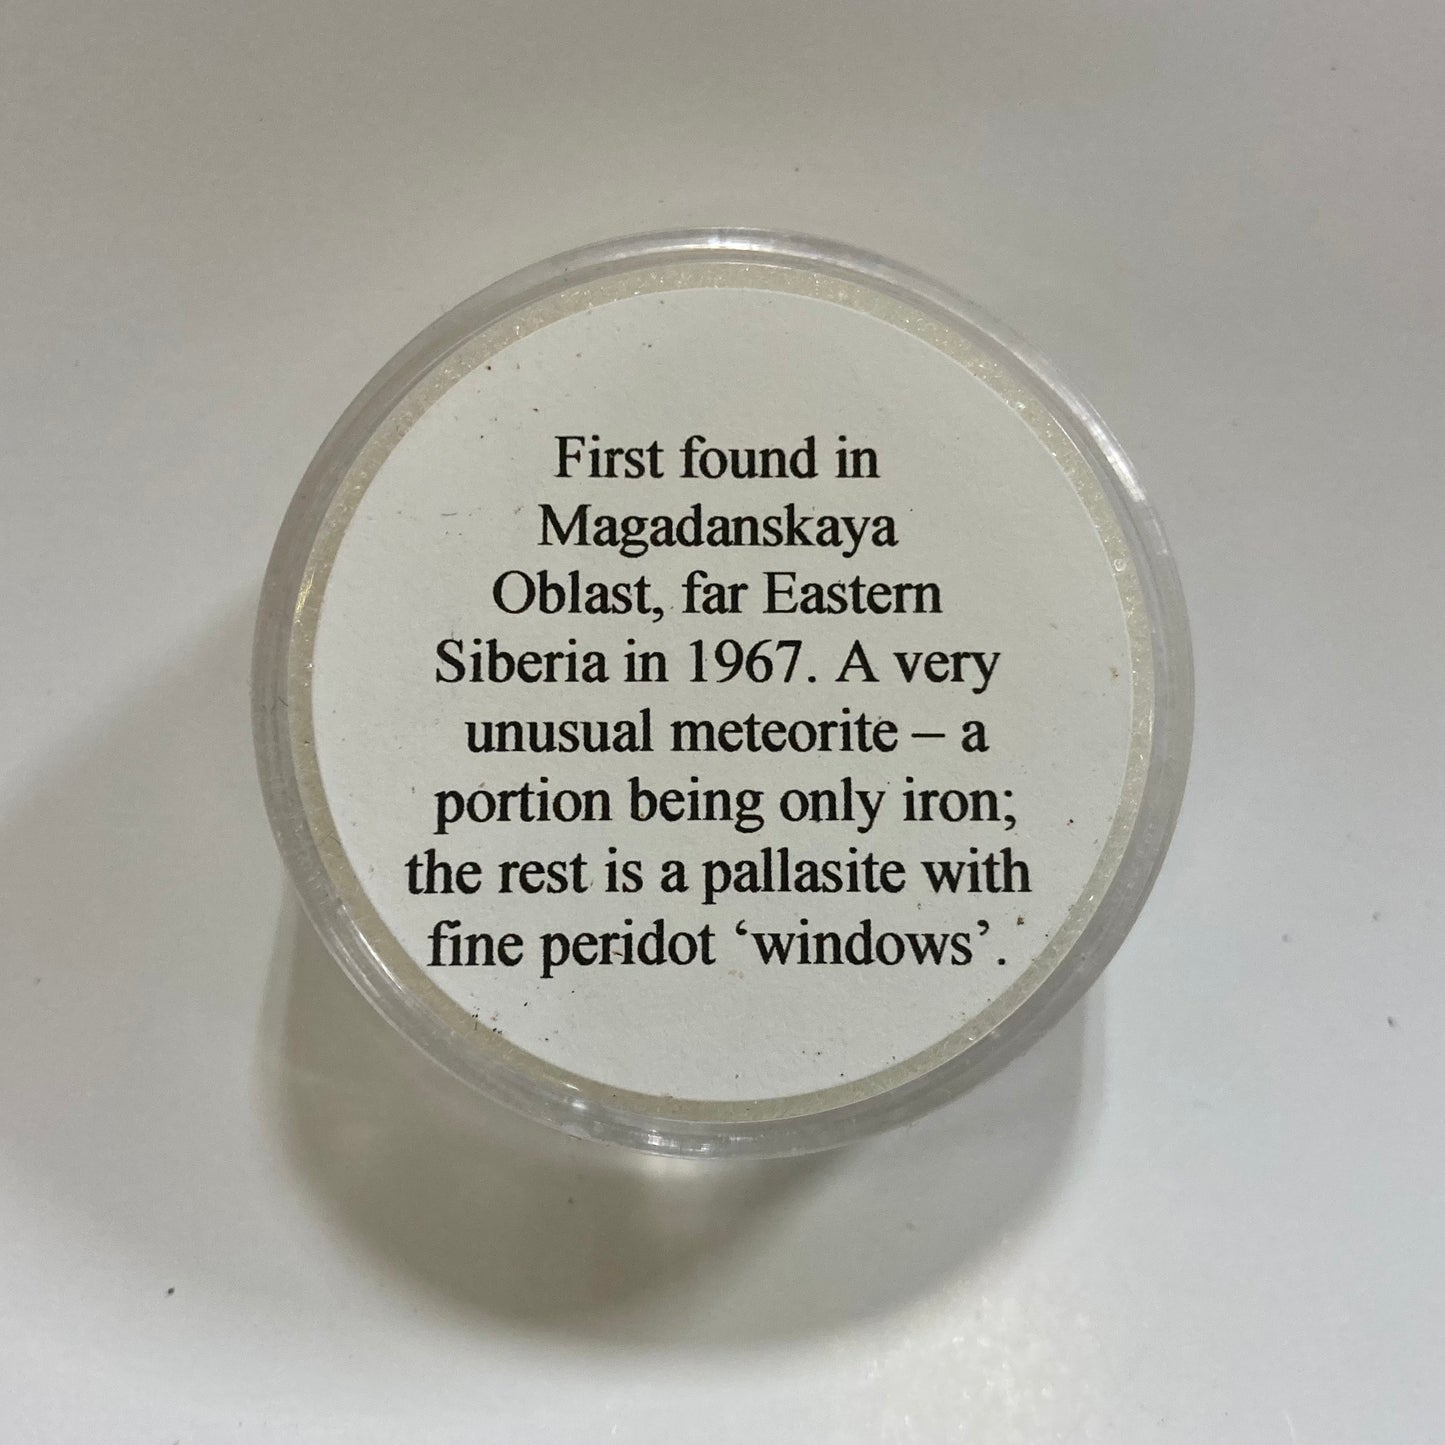 First found in
Magadanskaya
Oblast, far Eastern
Siberia in 1967. A very
unusual meteorite – a
portion being only iron;
the rest is a pallasite with
fine peridot ‘windows’.